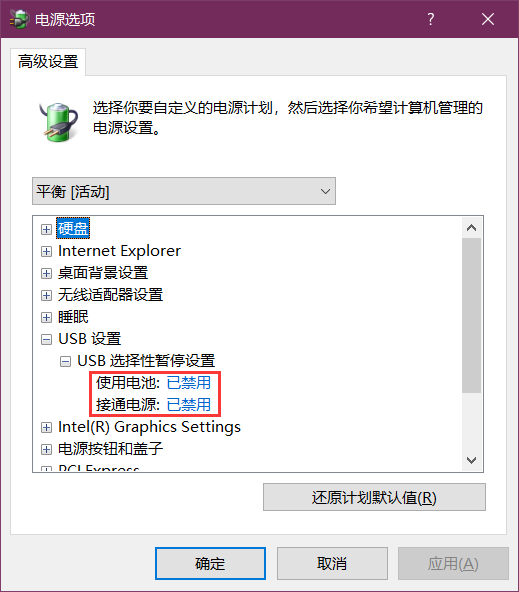 电源选项
高级设置
选择你要自定义的电源计划，然后选择你希望计算机管理的
电源设置。
平衡 [活动]
硬盘
Internet Explorer
桌面背景设置
无线适配器设置
睡眠
USB 设置
USB 选择性暂停设置
使用电池: 已禁用
接通电源: 已禁用
Intel(R) Graphics Settings
电源按钮和盖子
PCI Express
还原计划默认值(R)
确定
取消
应用(A)